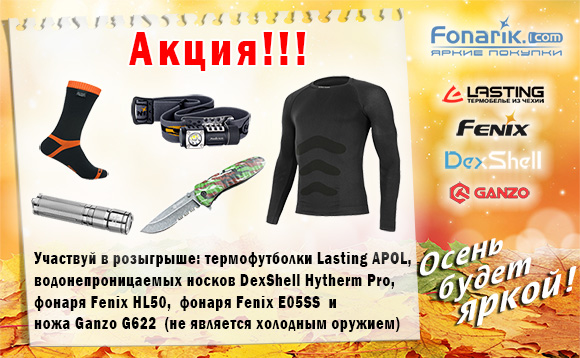 Акция!!!
Fonarik.com
ЯРКИЕ ПОКУПКИ
LASTING
ТЕРМОБЕЛЬЕ ИЗ ЧЕХИИ
FENIX
DexShell
GANZO
Участвуй в розыгрыше: термофутболки Lasting APOL,
водонепроницаемых носков DexShell Hytherm Pro,
фонаря Fenix HL50, фонаря Fenix E05SS и
ножа Ganzo G622 (не является холодным оружием)
Осень
будет
яркой!